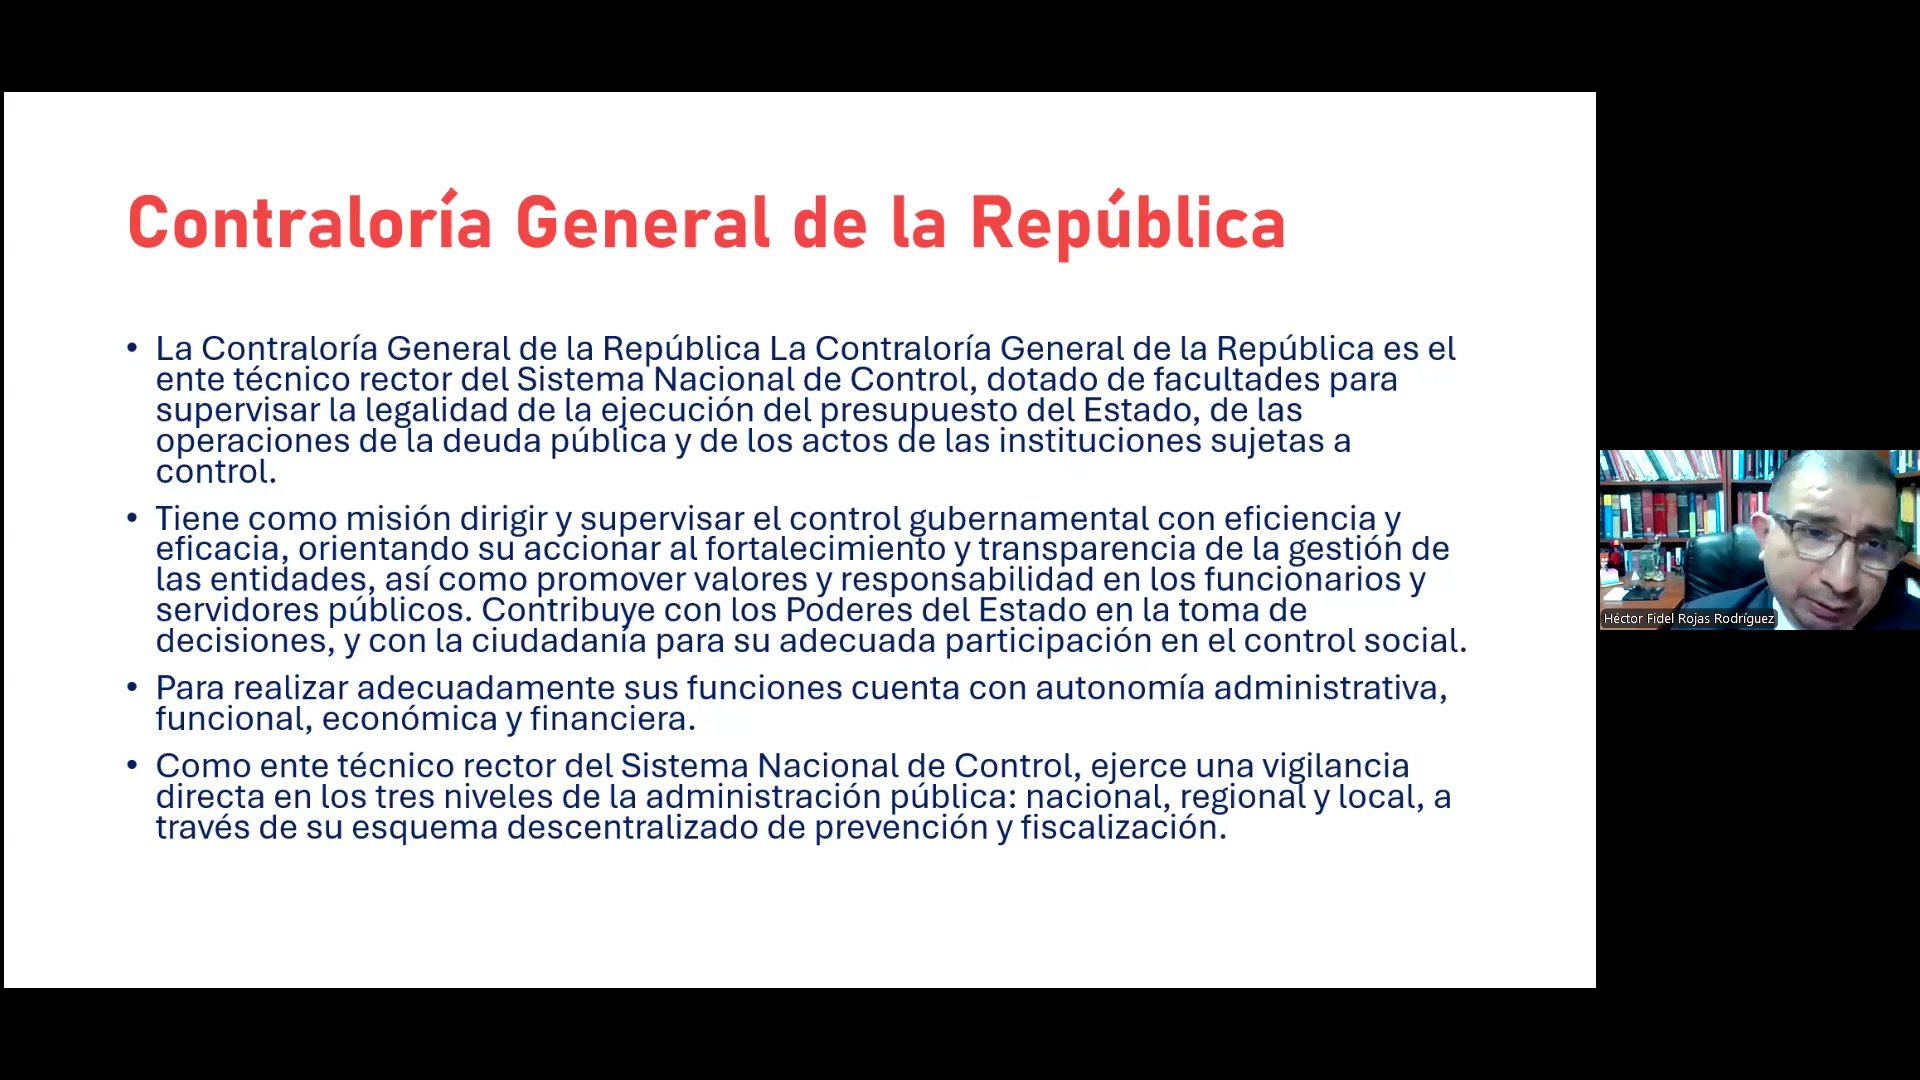 Contraloría General de la República
• La Contraloría General de la República La Contraloría General de la República es el
ente técnico rector del Sistema Nacional de Control, dotado de facultades para
supervisar la legalidad de la ejecución del presupuesto del Estado, de las
operaciones de la deuda pública y de los actos de las instituciones sujetas a
control.
• Tiene como misión dirigir y supervisar el control gubernamental con eficiencia y
eficacia, orientando su accionar al fortalecimiento y transparencia de la gestión de
las entidades, así como promover valores y responsabilidad en los funcionarios y
servidores públicos. Contribuye con los Poderes del Estado en la toma de
decisiones, y con la ciudadanía para su adecuada participación en el control social.
• Para realizar adecuadamente sus funciones cuenta con autonomía administrativa,
funcional, económica y financiera.
• Como ente técnico rector del Sistema Nacional de Control, ejerce una vigilancia
directa en los tres niveles de la administración pública: nacional, regional y local, a
través de su esquema descentralizado de prevención y fiscalización.
Héctor Fidel Rojas Rodríguez